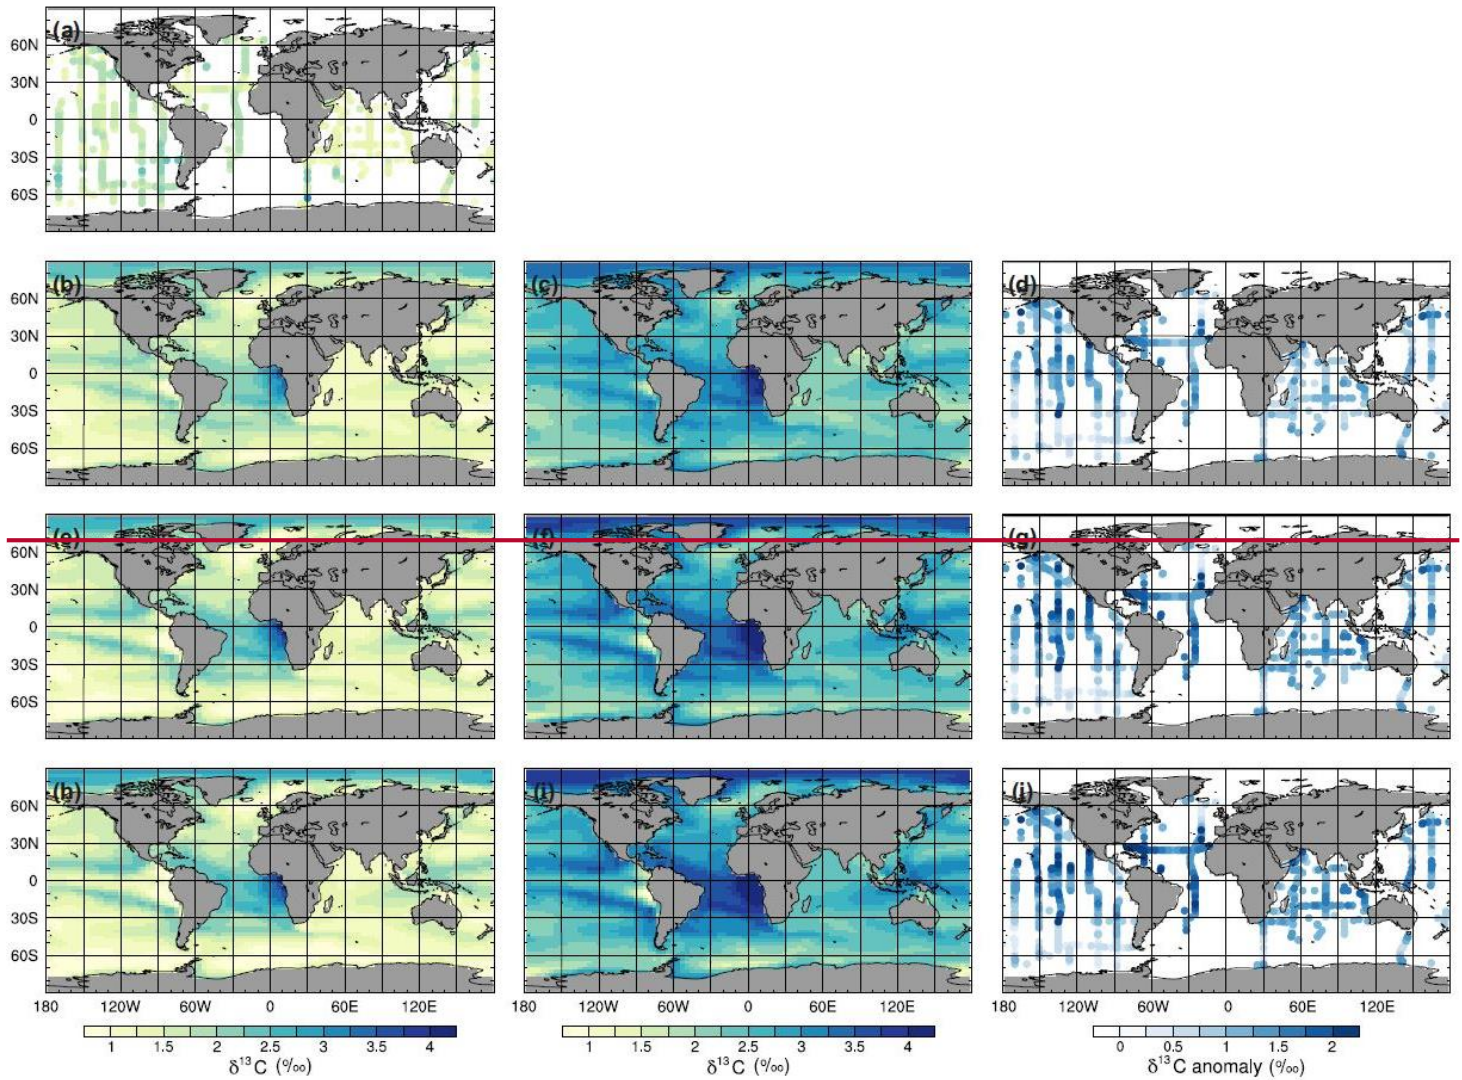 (a)
60N
30N
0
30S
60S
(b) (c) (d)
60N
30N
0
30S
60S
(e) (f) (g)
60N
30N
0
30S
60S
(h) (i) (j)
60N
30N
0
30S
60S
180 120W 60W 0 60E 120E 180 120W 60W 0 60E 120E 180 120W 60W 0 60E 120E
1 1.5 2 2.5 3 3.5 4 1 1.5 2 2.5 3 3.5 4 0 0.5 1 1.5 2
δ¹³C (‰) δ¹³C (‰) δ¹³C anomaly (‰)